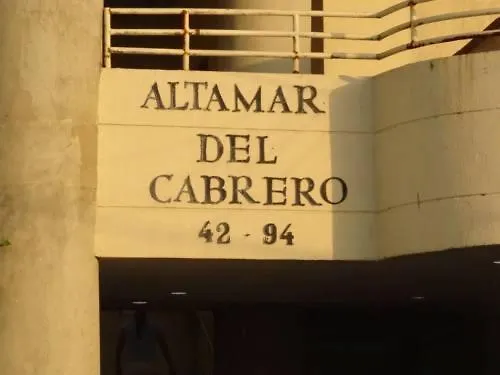 ALTAMAR
DEL
CABRERO
42 - 94